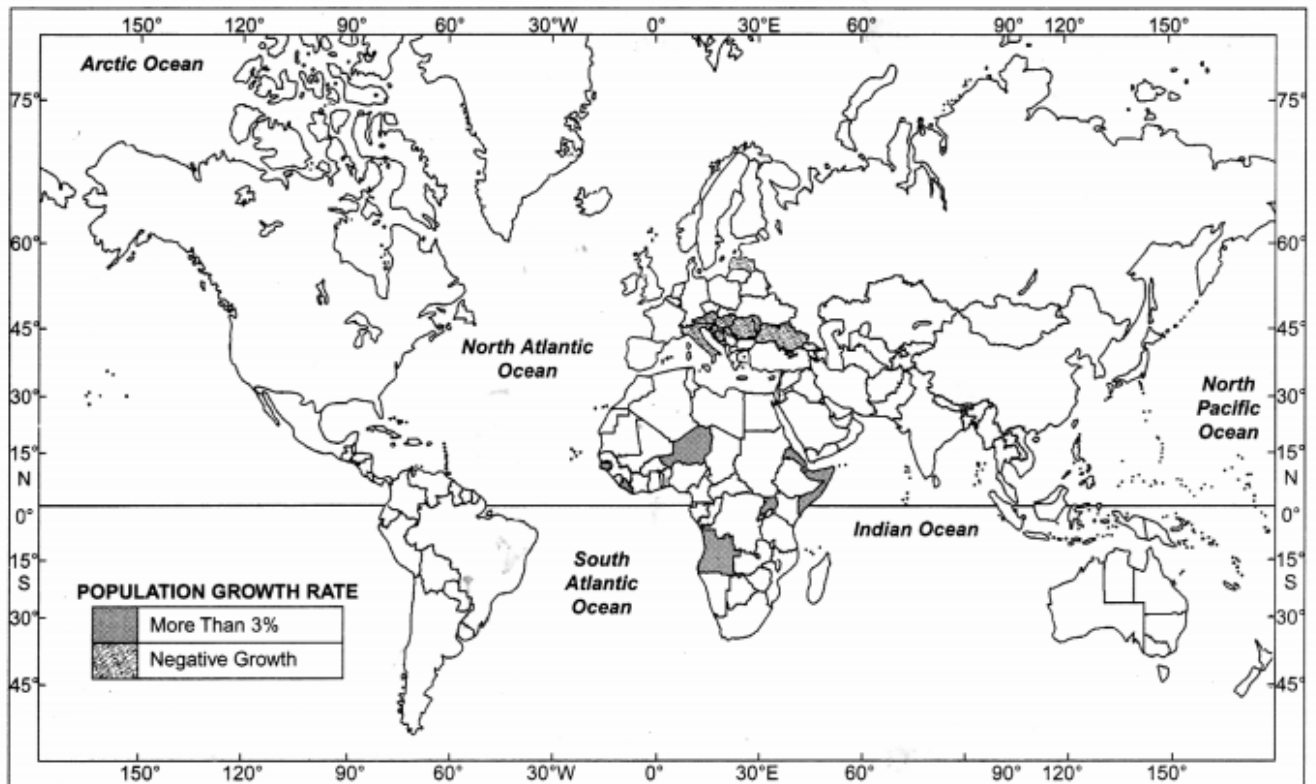 150° 120° 90° 60° 30°W 0° 30°E 60° 90° 120° 150°
Arctic Ocean
75° 75°
60° 60°
45° 45°
North Atlantic
Ocean
North
Pacific
Ocean
30° 30°
15° 15°
N N
0° 0°
Indian Ocean
South
Atlantic
Ocean
15° 15°
S S
POPULATION GROWTH RATE
More Than 3%
Negative Growth
30° 30°
45° 45°
150° 120° 90° 60° 30°W 0° 30°E 60° 90° 120° 150°